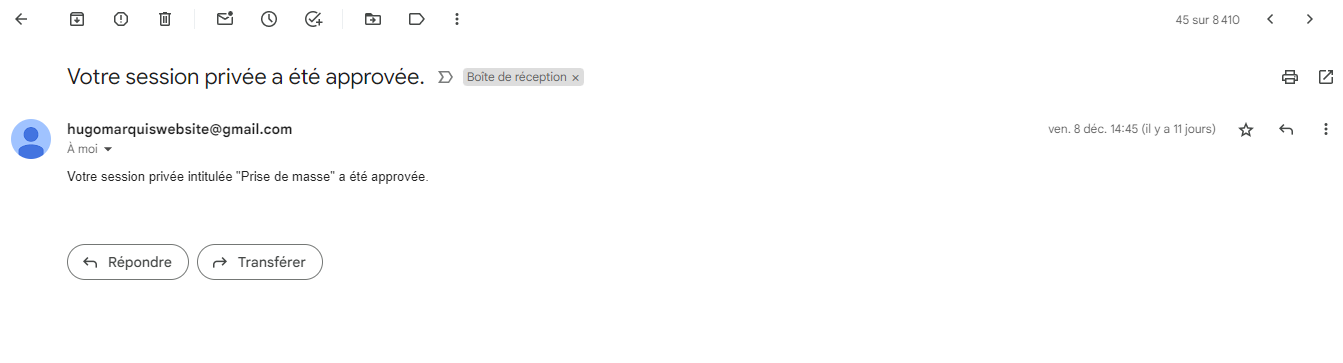 45 sur 8 410
Votre session privée a été approvée. Boîte de réception ×
hugomarquiswebsite@gmail.com ven. 8 déc. 14:45 (il y a 11 jours)
À moi
Votre session privée intitulée "Prise de masse" a été approvée.
Répondre Transférer